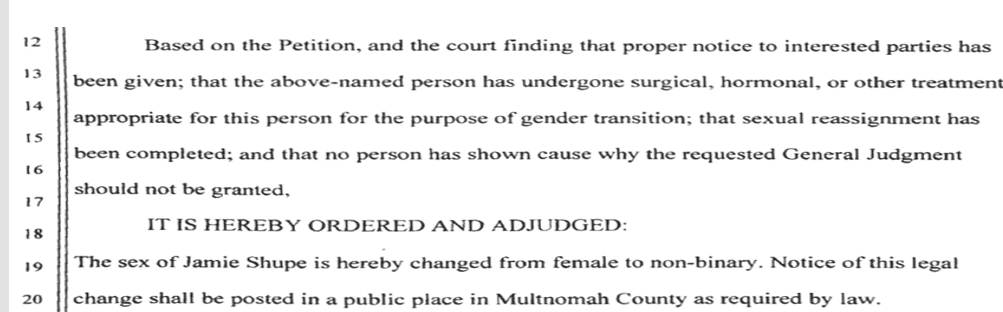 12 Based on the Petition, and the court finding that proper notice to interested parties has
13 been given; that the above-named person has undergone surgical, hormonal, or other treatment
14 appropriate for this person for the purpose of gender transition; that sexual reassignment has
15 been completed; and that no person has shown cause why the requested General Judgment
16 should not be granted,
17 IT IS HEREBY ORDERED AND ADJUDGED:
18
19 The sex of Jamie Shupe is hereby changed from female to non-binary. Notice of this legal
20 change shall be posted in a public place in Multnomah County as required by law.